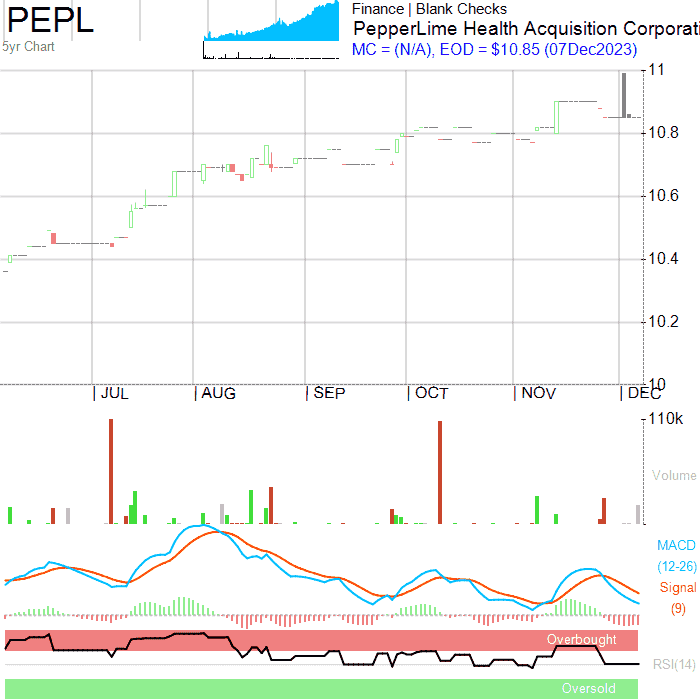 PEPL
5yr Chart
Finance | Blank Checks
PepperLime Health Acquisition Corporati
MC = (N/A), EOD = $10.85 (07Dec2023)
11
10.8
10.6
10.4
10.2
10
JUL AUG SEP OCT NOV DEC
110k
Volume
MACD
(12-26)
Signal
(9)
Overbought
RSI(14)
Oversold